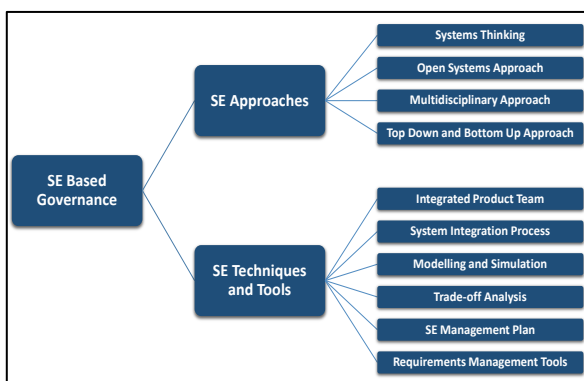 SE Based
Governance
SE Approaches
Systems Thinking
Open Systems Approach
Multidisciplinary Approach
Top Down and Bottom Up Approach
SE Techniques
and Tools
Integrated Product Team
System Integration Process
Modelling and Simulation
Trade-off Analysis
SE Management Plan
Requirements Management Tools